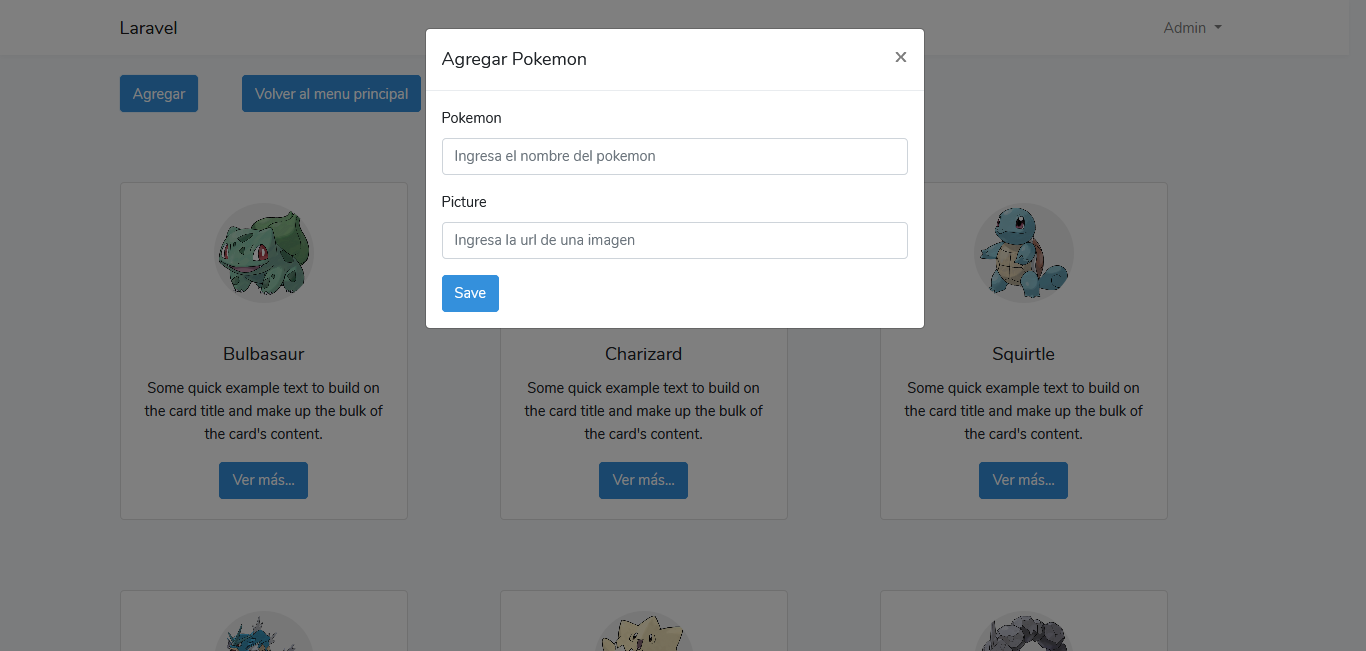 Laravel
Admin
Agregar Pokemon
×
Agregar
Volver al menu principal
Pokemon
Ingresa el nombre del pokemon
Picture
Ingresa la url de una imagen
Save
Bulbasaur
Some quick example text to build on
the card title and make up the bulk of
the card's content.
Ver más...
Charizard
Some quick example text to build on
the card title and make up the bulk of
the card's content.
Ver más...
Squirtle
Some quick example text to build on
the card title and make up the bulk of
the card's content.
Ver más...